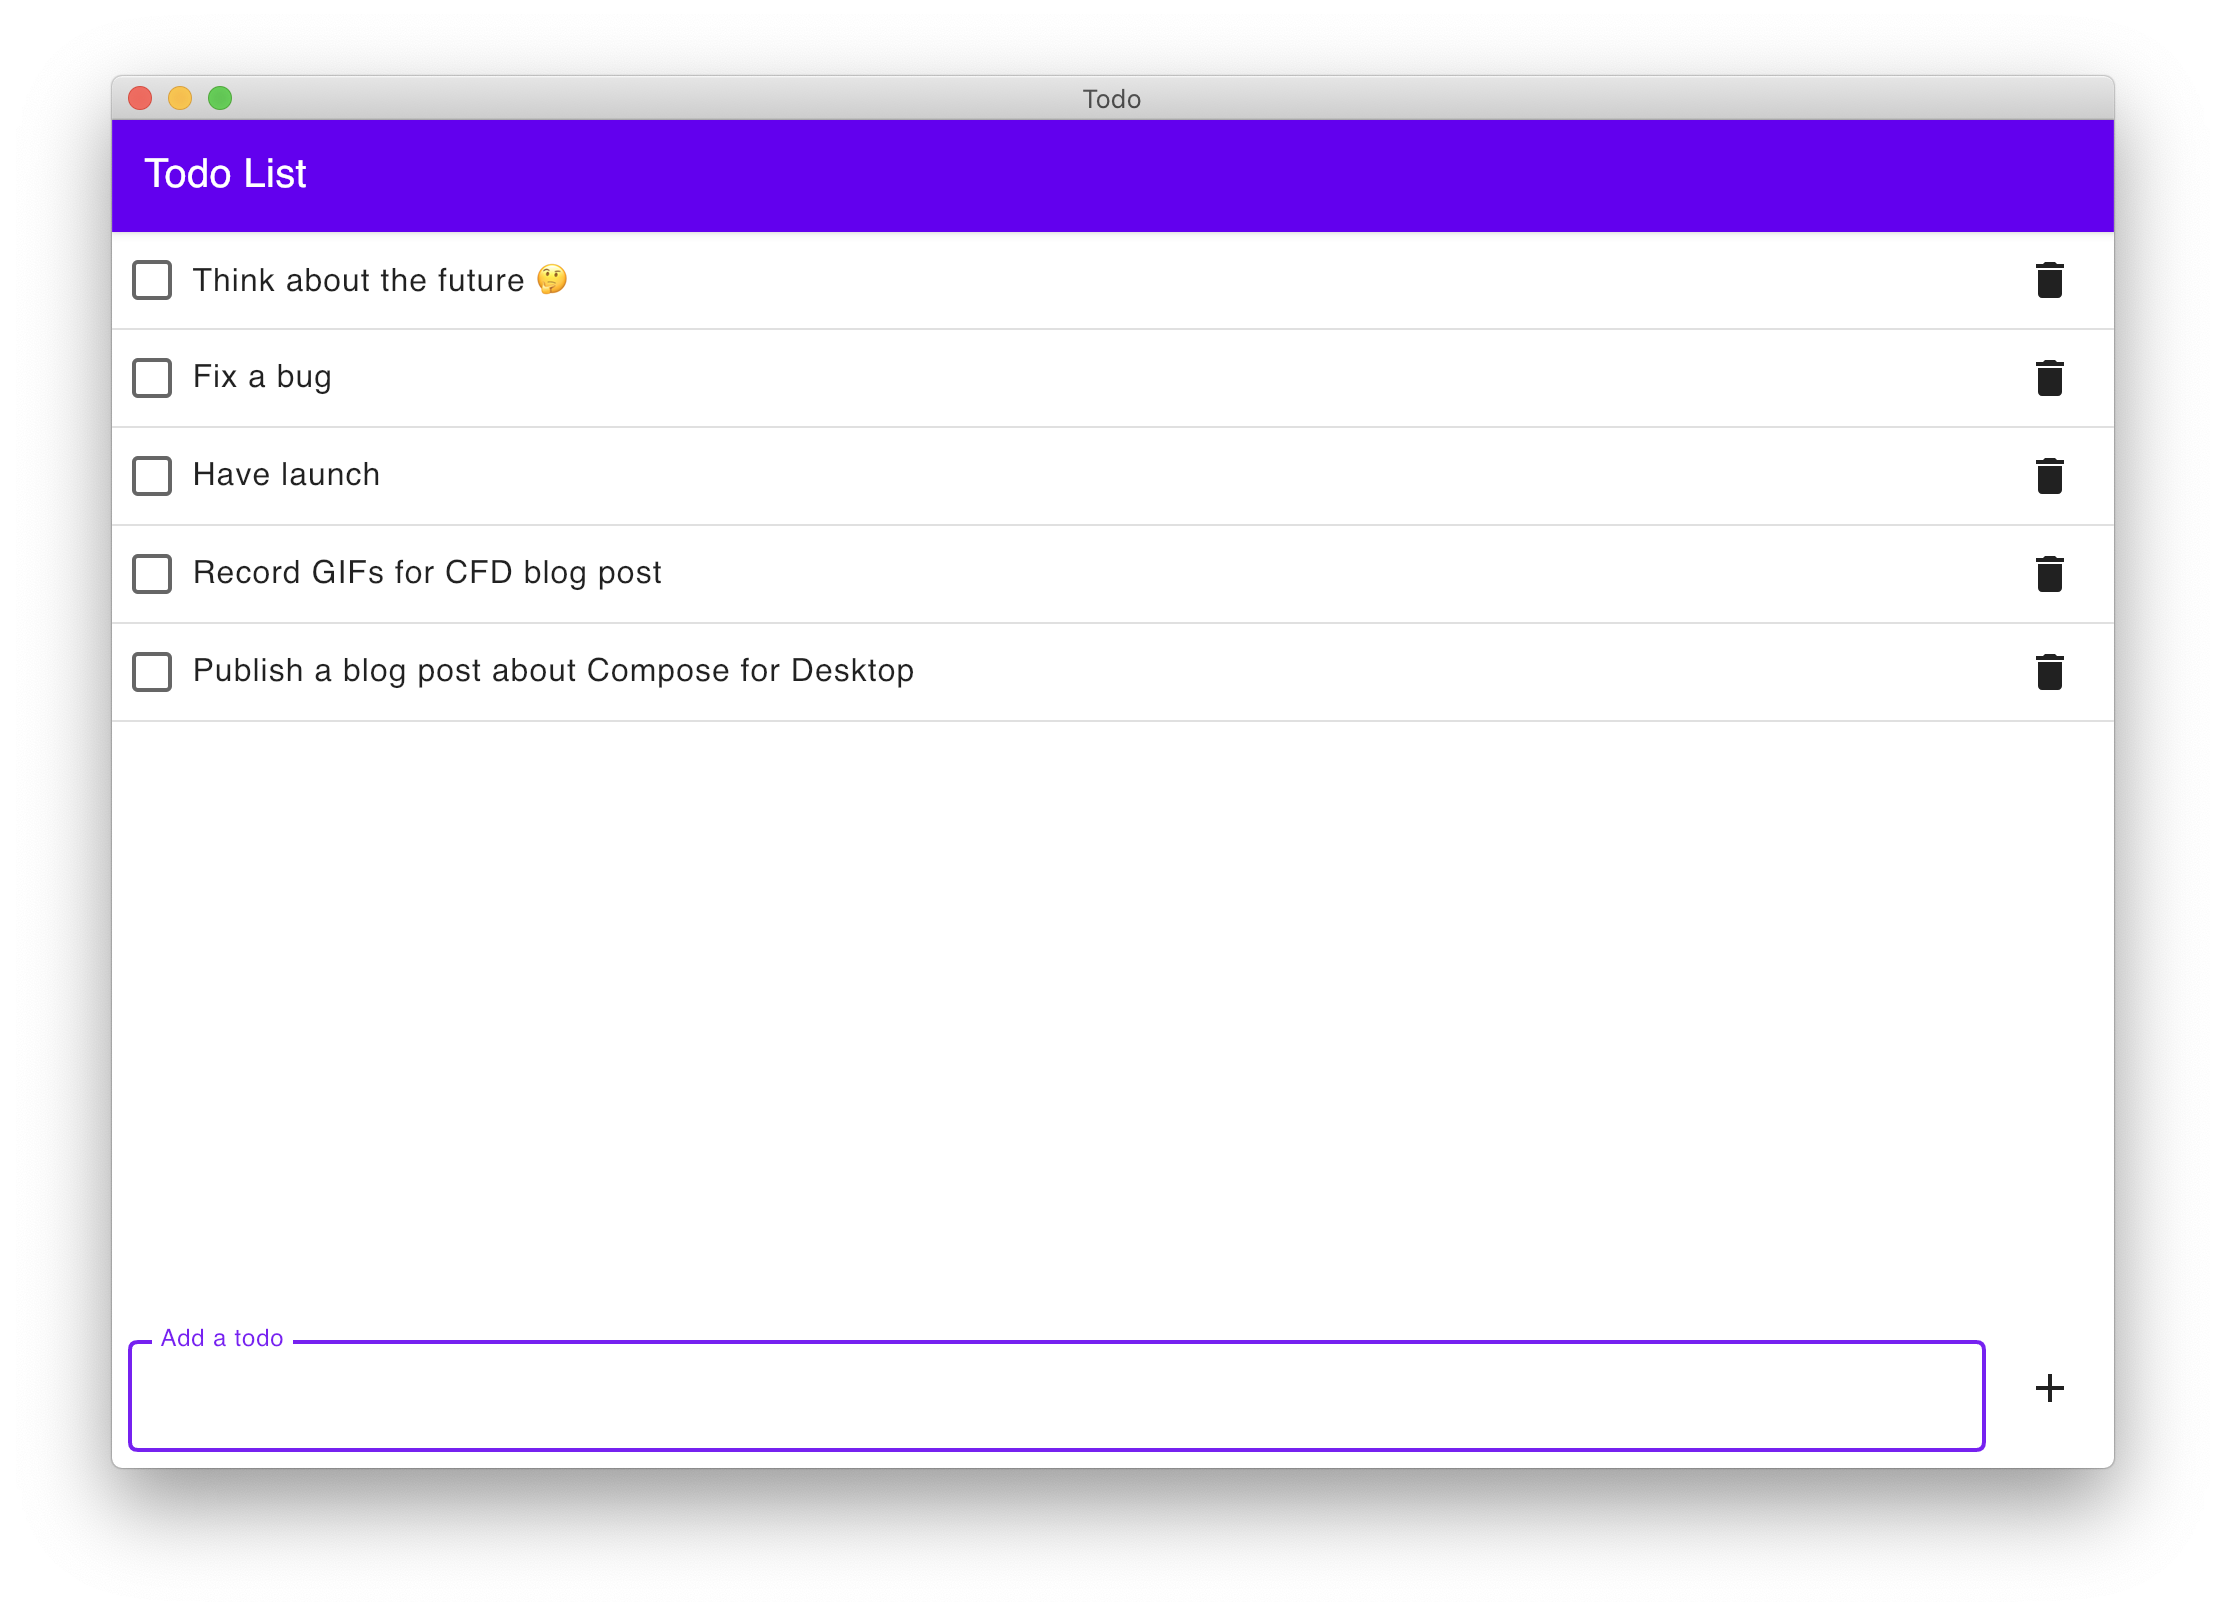 Todo
Todo List
Think about the future 🤔
Fix a bug
Have launch
Record GIFs for CFD blog post
Publish a blog post about Compose for Desktop
Add a todo